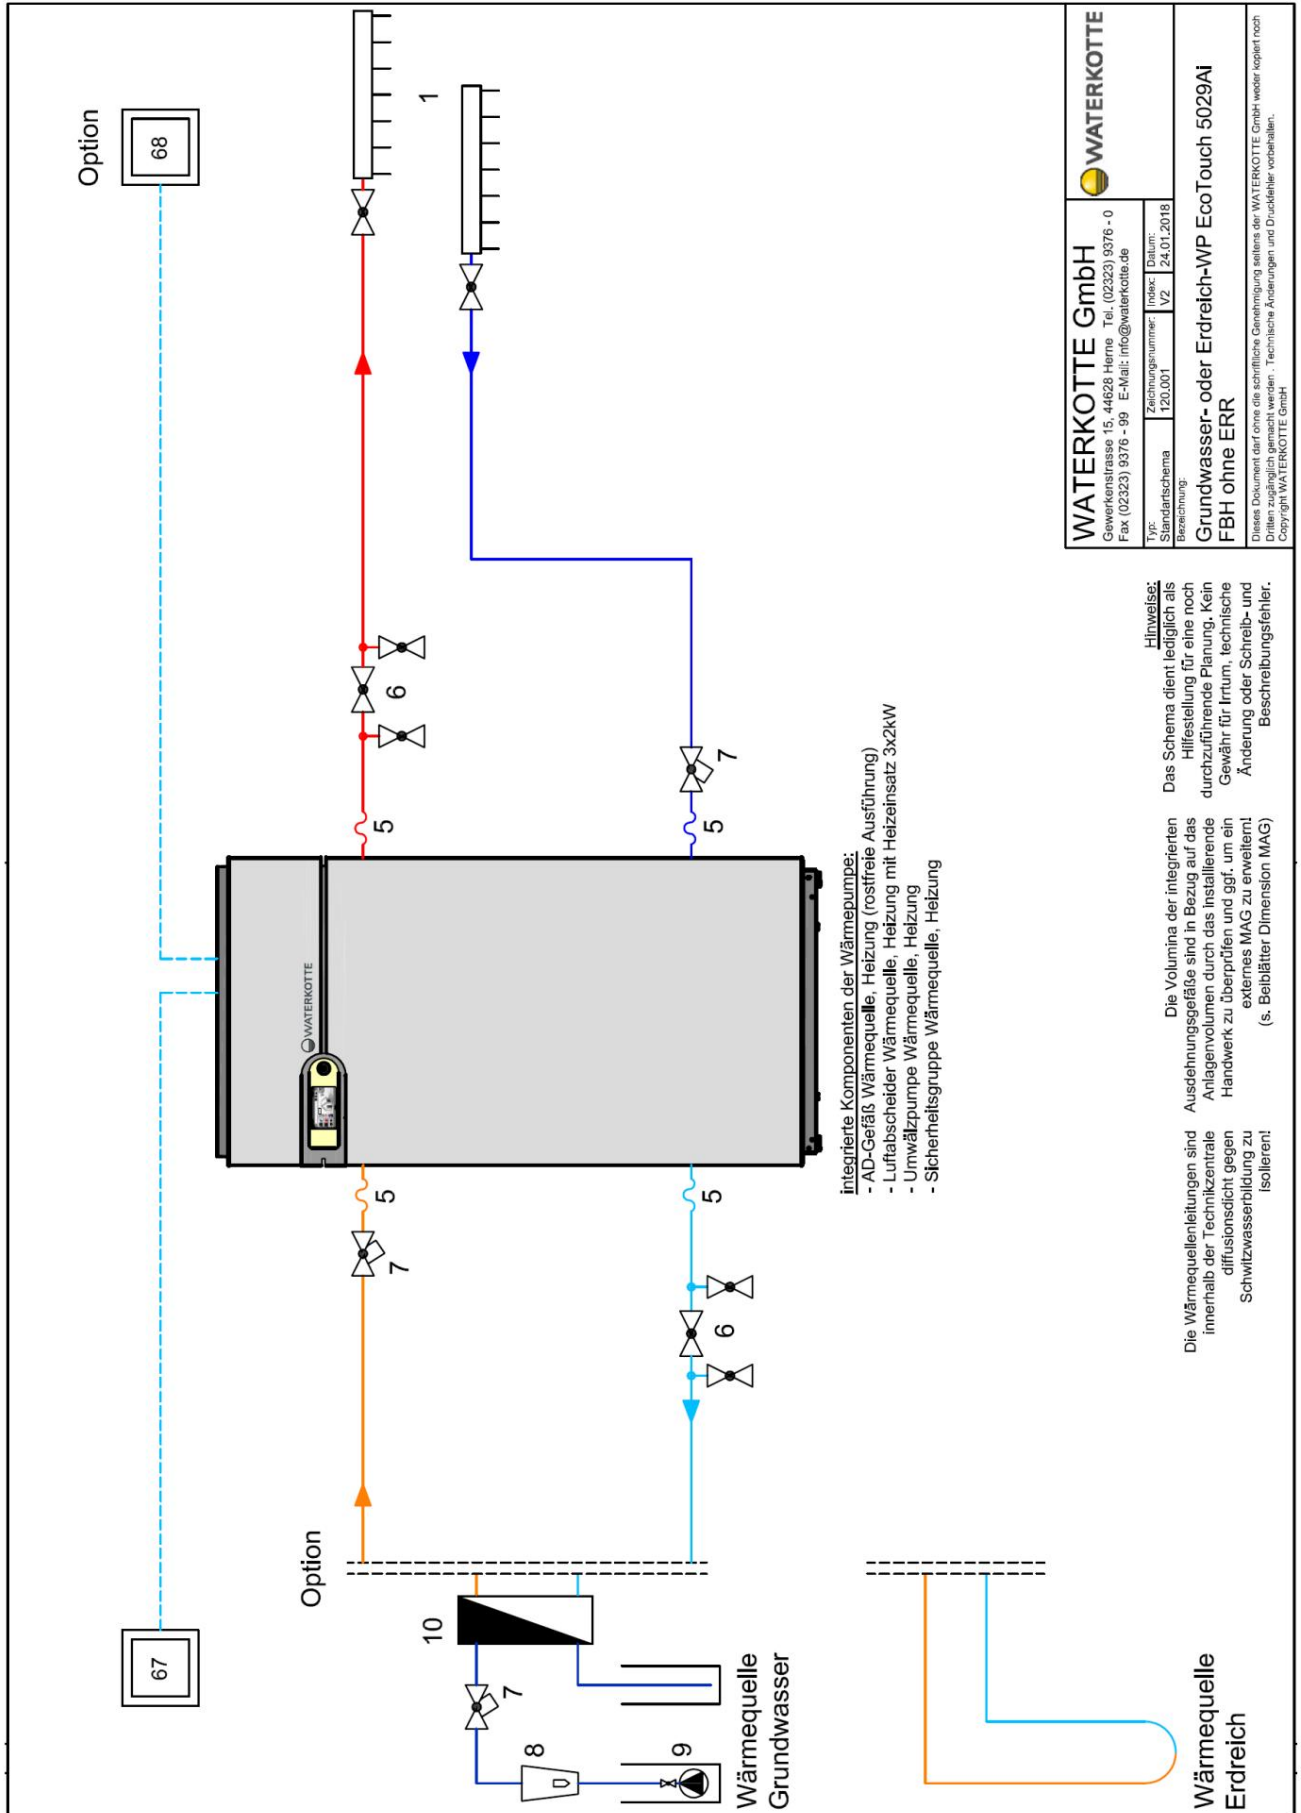 67
Option
68
Option
WATERKOTTE
1
5
5
5
5
6
6
7
7
7
8
9
10
Wärmequelle
Grundwasser
Wärmequelle
Erdreich
integrierte Komponenten der Wärmepumpe:
- AD-Gefäß Wärmequelle, Heizung (rostfreie Ausführung)
- Luftabscheider Wärmequelle, Heizung mit Heizeinsatz 3x2kW
- Umwälzpumpe Wärmequelle, Heizung
- Sicherheitsgruppe Wärmequelle, Heizung
Die Wärmequellenleitungen sind
innerhalb der Technikzentrale
diffusionsdicht gegen
Schwitzwasserbildung zu
isolieren!
Die Volumina der integrierten
Ausdehnungsgefäße sind in Bezug auf das
Anlagenvolumen durch das installierende
Handwerk zu überprüfen und ggf. um ein
externes MAG zu erweitern!
(s. Beiblätter Dimension MAG)
Hinweise:
Das Schema dient lediglich als
Hilfestellung für eine noch
durchzuführende Planung. Kein
Gewähr für Irrtum, technische
Änderung oder Schreib- und
Beschreibungsfehler.
WATERKOTTE GmbH
Gewerkenstrasse 15, 44628 Herne Tel. (02323) 9376 - 0
Fax (02323) 9376 - 99 E-Mail: info@waterkotte.de
WATERKOTTE
Typ: Zeichnungsnummer: Index: Datum:
Standartschema 120.001 V2 24.01.2018
Bezeichnung:
Grundwasser- oder Erdreich-WP EcoTouch 5029Ai
FBH ohne ERR
Dieses Dokument darf ohne die schriftliche Genehmigung seitens der WATERKOTTE GmbH weder kopiert noch
Dritten zugänglich gemacht werden . Technische Änderungen und Druckfehler vorbehalten.
Copyright WATERKOTTE GmbH